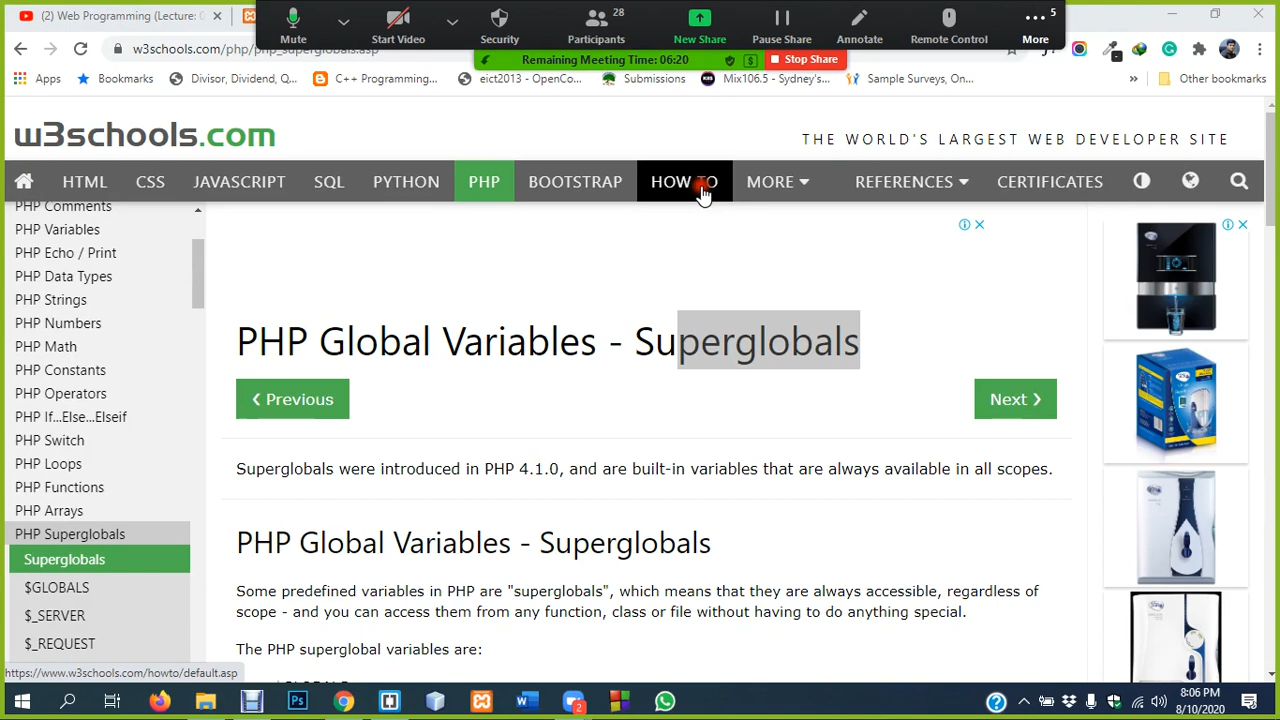 (2) Web Programming (Lecture:
w3schools.com/php/php_superglobals.asp
Mute
Start Video
Security
28
Participants
New Share
Pause Share
Annotate
Remote Control
5
More
Remaining Meeting Time: 06:20
Stop Share
Apps
Bookmarks
Divisor, Dividend, Q...
C++ Programming...
eict2013 - OpenCo...
Submissions
Mix106.5 - Sydney's...
Sample Surveys, On...
»
Other bookmarks
w3schools.com
THE WORLD'S LARGEST WEB DEVELOPER SITE
HTML CSS JAVASCRIPT SQL PYTHON PHP BOOTSTRAP HOW TO MORE REFERENCES CERTIFICATES
PHP Comments
PHP Variables
PHP Echo / Print
PHP Data Types
PHP Strings
PHP Numbers
PHP Math
PHP Constants
PHP Operators
PHP If...Else...Elseif
PHP Switch
PHP Loops
PHP Functions
PHP Arrays
PHP Superglobals
Superglobals
$GLOBALS
$_SERVER
$_REQUEST
PHP Global Variables - Superglobals
❮ Previous
Next ❯
Superglobals were introduced in PHP 4.1.0, and are built-in variables that are always available in all scopes.
PHP Global Variables - Superglobals
Some predefined variables in PHP are "superglobals", which means that they are always accessible, regardless of
scope - and you can access them from any function, class or file without having to do anything special.
The PHP superglobal variables are:
https://www.w3schools.com/howto/default.asp
2
8:06 PM
8/10/2020